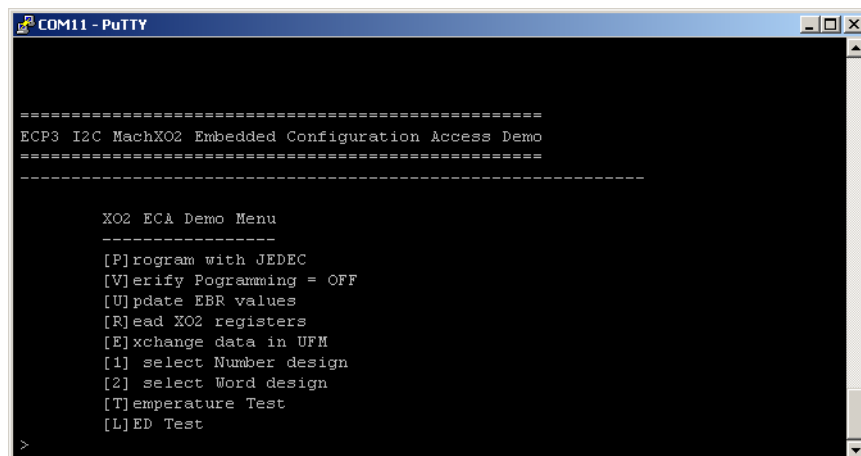 COM11 - PuTTY
===================================================
ECP3 I2C MachXO2 Embedded Configuration Access Demo
===================================================
-------------------------------------------------------------
XO2 ECA Demo Menu
-----------------
[P]rogram with JEDEC
[V]erify Pogramming = OFF
[U]pdate EBR values
[R]ead XO2 registers
[E]xchange data in UFM
[1] select Number design
[2] select Word design
[T]emperature Test
[L]ED Test
>